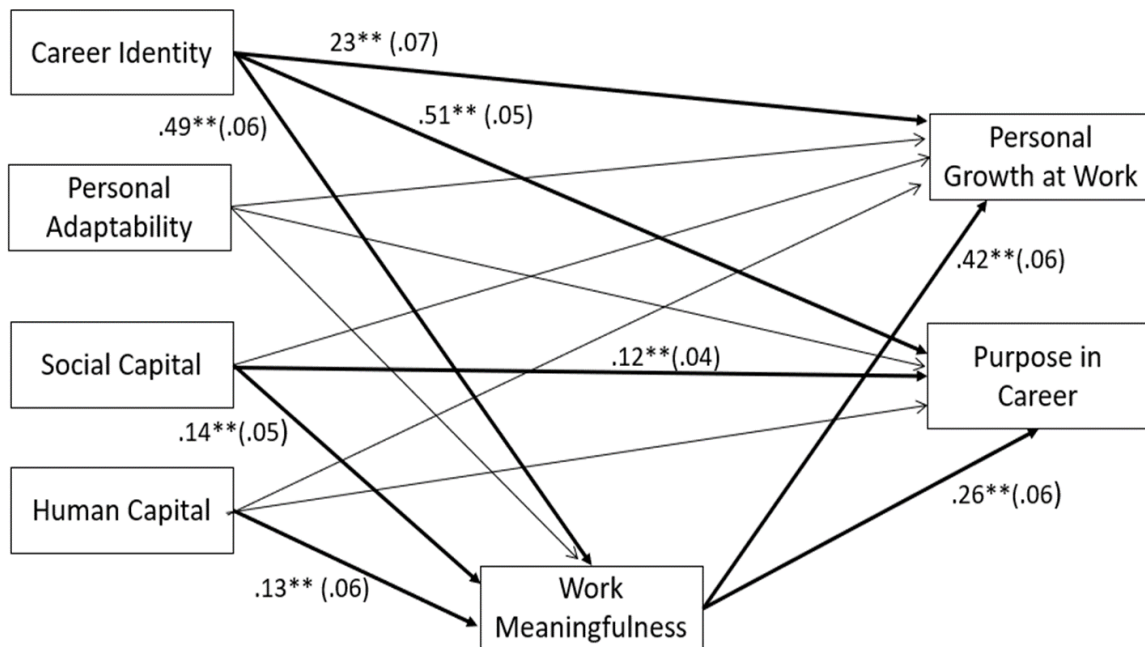 Career Identity
23** (.07)
.49**(.06)
.51** (.05)
Personal
Growth at Work
Personal
Adaptability
.42**(.06)
Social Capital
.12**(.04)
Purpose in
Career
.14**(.05)
Human Capital
.26**(.06)
.13** (.06)
Work
Meaningfulness